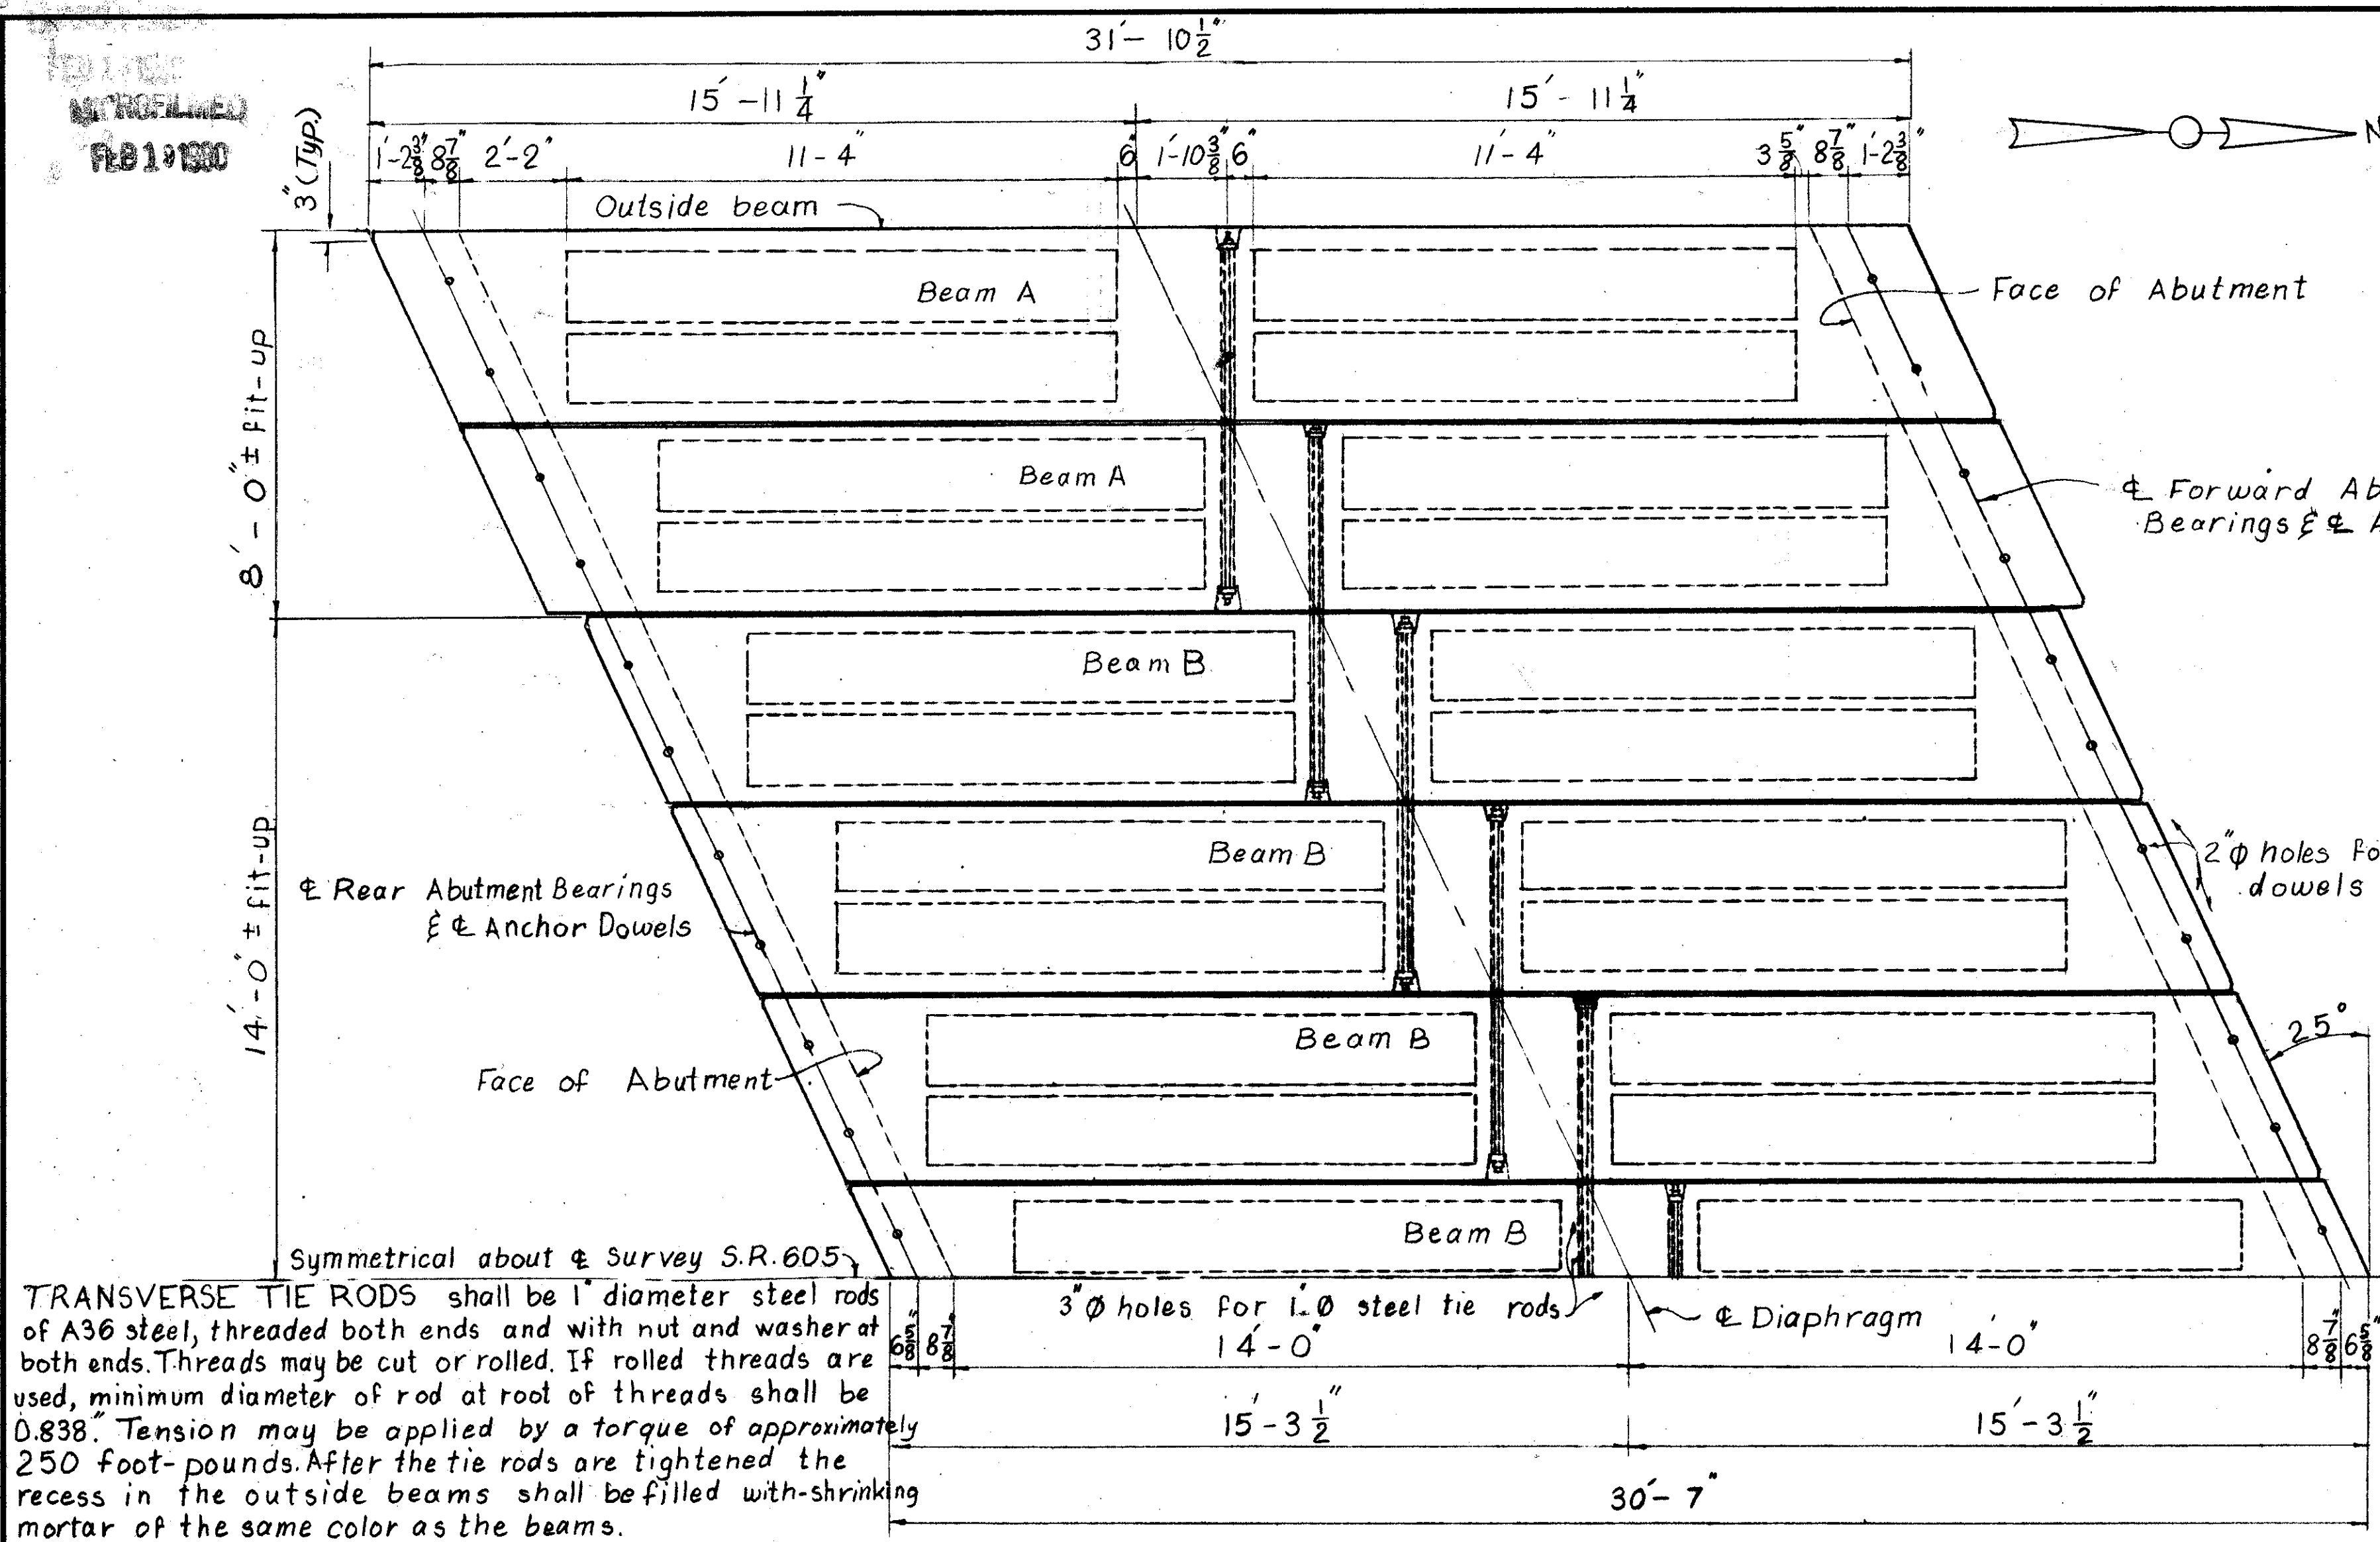 MICROFILMED
FEB 19 1980
31'- 10 1/2"
15'-11 1/4"
15'- 11 1/4"
1'-2 3/8"
8 7/8"
2'-2"
11'-4"
6"
1'-10 3/8"
6"
11'-4"
3 5/8"
8 7/8"
1'-2 3/8"
3" (Typ.)
Outside beam
Beam A
Face of Abutment
8'- 0" ± fit-up
Beam A
℄ Forward
Bearings & ℄
Beam B
Beam B
2"Ø holes
dowels
℄ Rear Abutment Bearings
& ℄ Anchor Dowels
14'-0" ± fit-up
25°
Beam B
Face of Abutment
Beam B
Symmetrical about ℄ Survey S.R. 605
3"Ø holes for 1"Ø steel tie rods
℄ Diaphragm
6 5/8"
8 7/8"
14'-0"
14'-0"
8 7/8"
6 5/8"
15'-3 1/2"
15'-3 1/2"
30'-7"
TRANSVERSE TIE RODS shall be 1" diameter steel rods
of A36 steel, threaded both ends and with nut and washer at
both ends. Threads may be cut or rolled. If rolled threads are
used, minimum diameter of rod at root of threads shall be
0.838". Tension may be applied by a torque of approximately
250 foot-pounds. After the tie rods are tightened the
recess in the outside beams shall be filled with-shrinking
mortar of the same color as the beams.